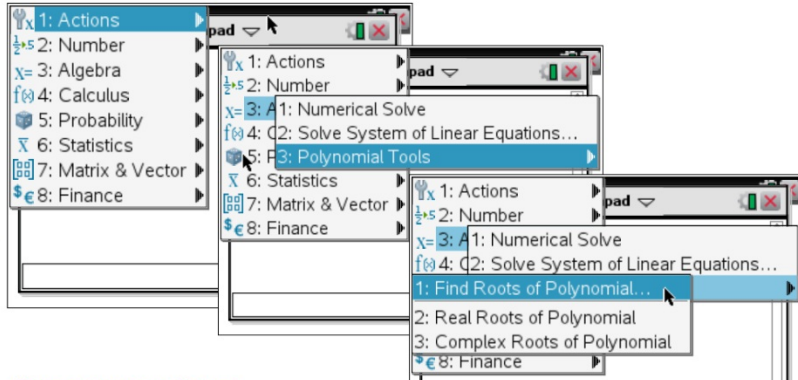 1: Actions
2: Number
3: Algebra
4: Calculus
5: Probability
6: Statistics
7: Matrix & Vector
8: Finance
pad
1: Actions
2: Number
3: A
1: Numerical Solve
4: C
2: Solve System of Linear Equations...
5: P
3: Polynomial Tools
6: Statistics
7: Matrix & Vector
8: Finance
pad
1: Actions
2: Number
3: A
1: Numerical Solve
4: C
2: Solve System of Linear Equations...
1: Find Roots of Polynomial...
2: Real Roots of Polynomial
3: Complex Roots of Polynomial
8: Finance
pad